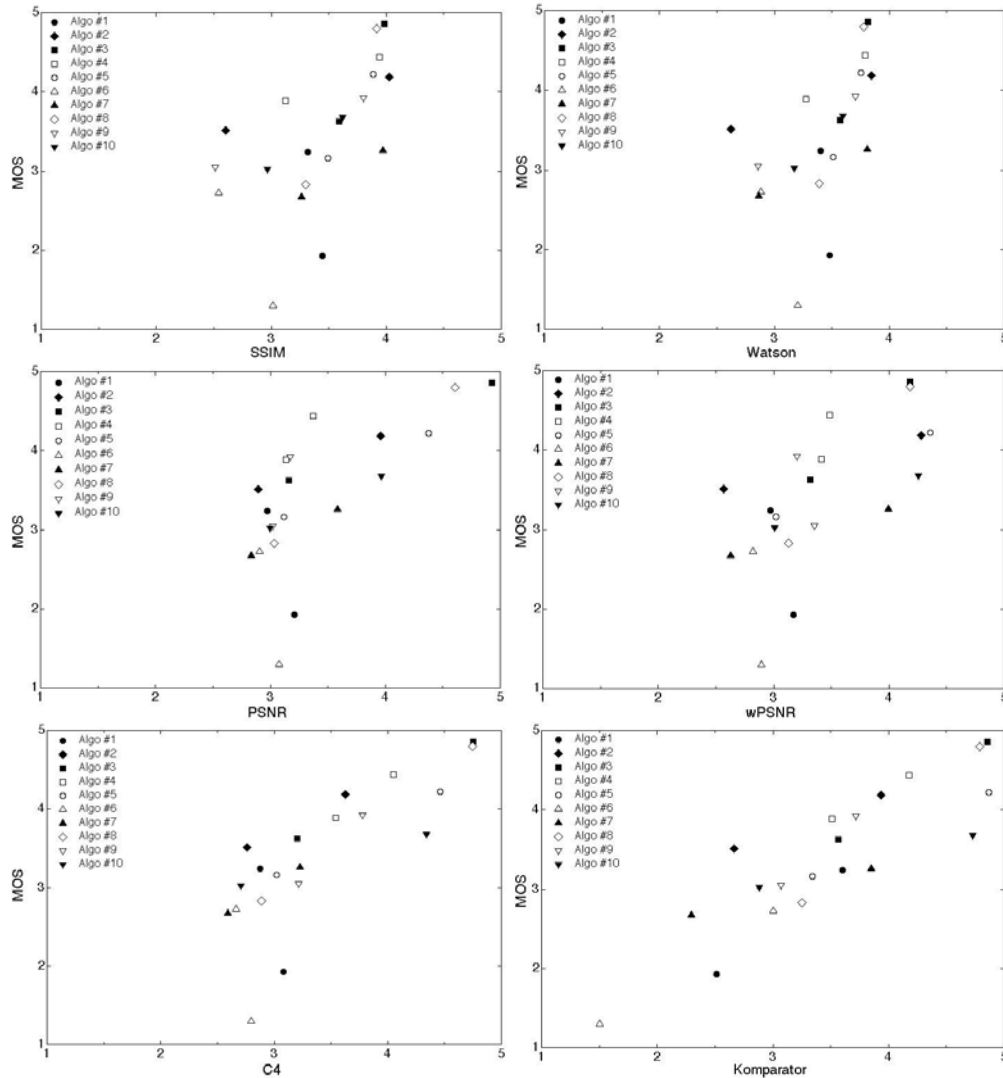 5
Algo #1
Algo #2
Algo #3
Algo #4
Algo #5
Algo #6
Algo #7
Algo #8
Algo #9
Algo #10
4
3
2
1
MOS
1 2 3 4 5
SSIM
5
Algo #1
Algo #2
Algo #3
Algo #4
Algo #5
Algo #6
Algo #7
Algo #8
Algo #9
Algo #10
4
3
2
1
MOS
1 2 3 4 5
Watson
5
Algo #1
Algo #2
Algo #3
Algo #4
Algo #5
Algo #6
Algo #7
Algo #8
Algo #9
Algo #10
4
3
2
1
MOS
1 2 3 4 5
PSNR
5
Algo #1
Algo #2
Algo #3
Algo #4
Algo #5
Algo #6
Algo #7
Algo #8
Algo #9
Algo #10
4
3
2
1
MOS
1 2 3 4 5
wPSNR
5
Algo #1
Algo #2
Algo #3
Algo #4
Algo #5
Algo #6
Algo #7
Algo #8
Algo #9
Algo #10
4
3
2
1
MOS
1 2 3 4 5
C4
5
Algo #1
Algo #2
Algo #3
Algo #4
Algo #5
Algo #6
Algo #7
Algo #8
Algo #9
Algo #10
4
3
2
1
MOS
1 2 3 4 5
Komparator